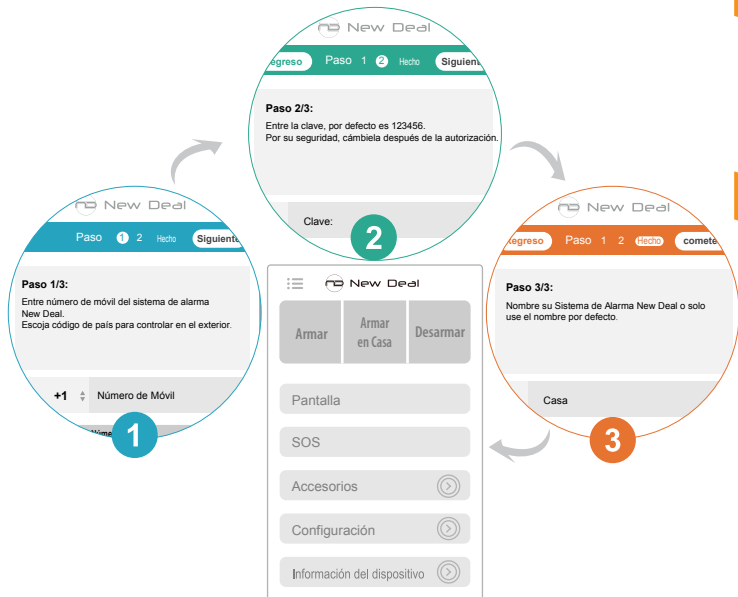 New Deal
Paso 1 2 Hecho
Paso 2/3:
Entre la clave, por defecto es 123456.
Por su seguridad, cámbiela después de la autorización.
Clave:
2
New Deal
Paso 1 2 Hecho
Paso 1/3:
Entre número de móvil del sistema de alarma
New Deal.
Escoja código de país para controlar en el exterior.
+1 Número de Móvil
1
New Deal
Paso 1 2 Hecho
Paso 3/3:
Nombre su Sistema de Alarma New Deal o solo
use el nombre por defecto.
Casa
3
New Deal
Armar
Armar
en Casa
Desarmar
Pantalla
SOS
Accesorios
Configuración
Información del dispositivo